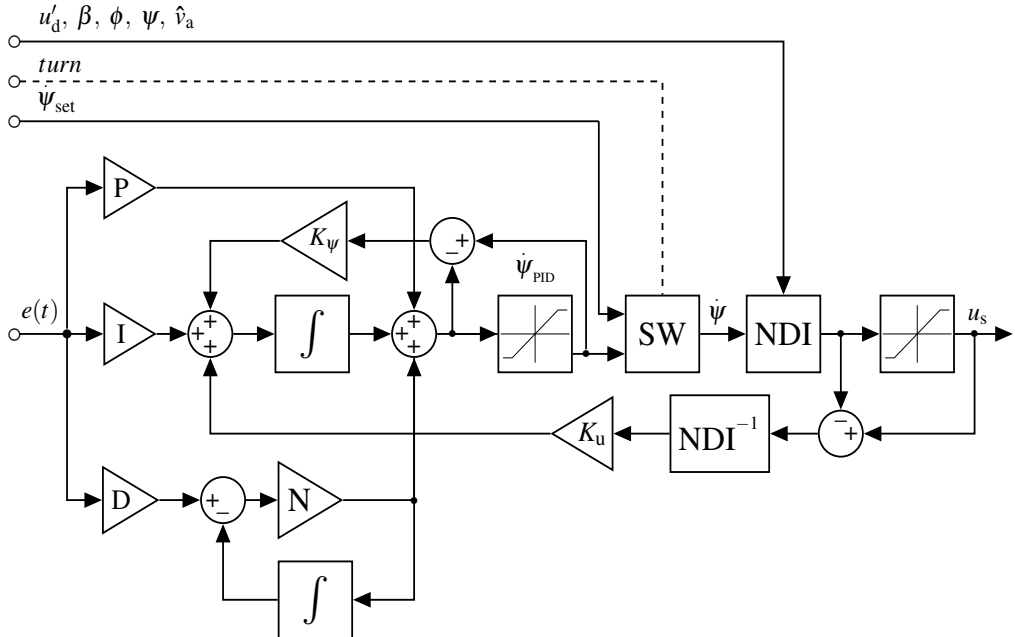 u′d, β, ϕ, ψ, v̂a
turn
ψ̇set
P
Kψ
+ −
ψ̇PID
e(t)
I
+ + +
∫
+ + +
SW
ψ̇
NDI
us
Ku
NDI⁻¹
− +
D
+ −
N
∫